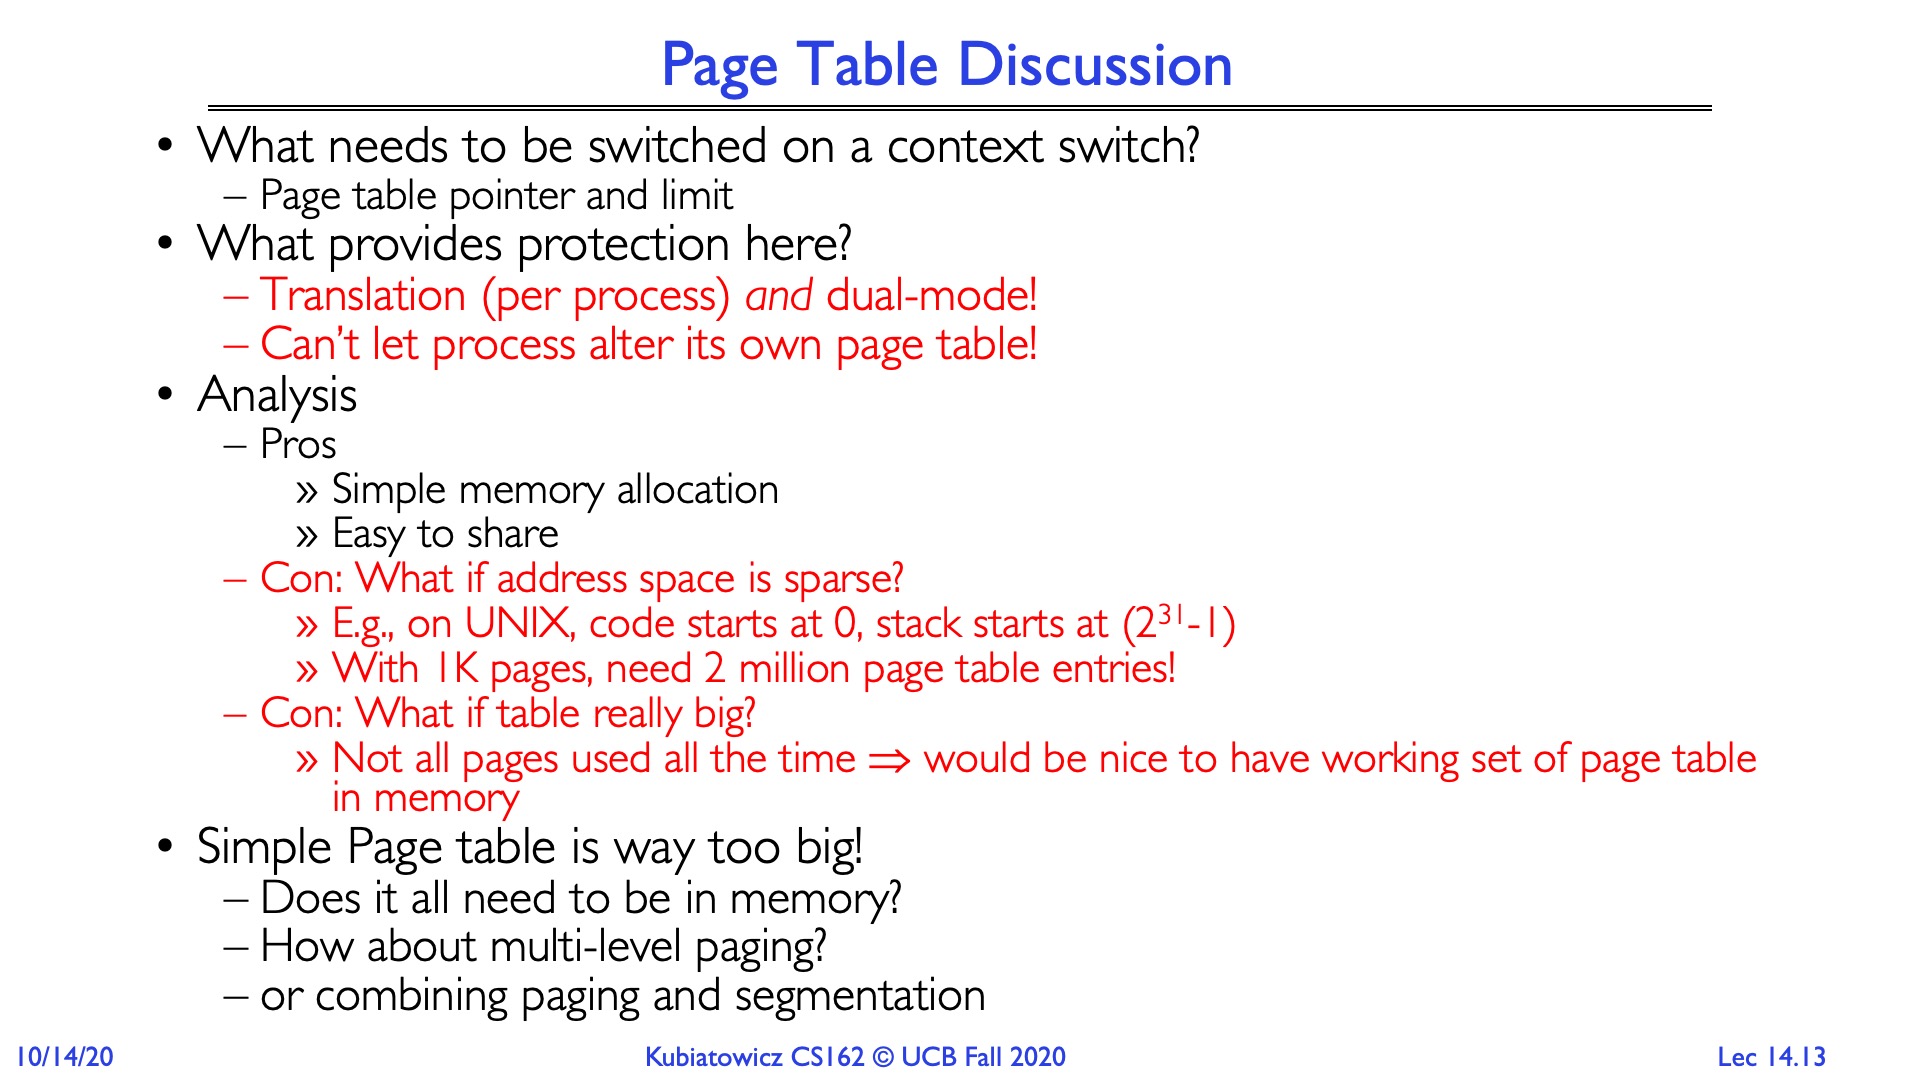 Page Table Discussion
• What needs to be switched on a context switch?
– Page table pointer and limit
• What provides protection here?
– Translation (per process) and dual-mode!
– Can’t let process alter its own page table!
• Analysis
– Pros
» Simple memory allocation
» Easy to share
– Con: What if address space is sparse?
» E.g., on UNIX, code starts at 0, stack starts at (2³¹-1)
» With 1K pages, need 2 million page table entries!
– Con: What if table really big?
» Not all pages used all the time ⇒ would be nice to have working set of page table
in memory
• Simple Page table is way too big!
– Does it all need to be in memory?
– How about multi-level paging?
– or combining paging and segmentation
10/14/20
Kubiatowicz CS162 © UCB Fall 2020
Lec 14.13